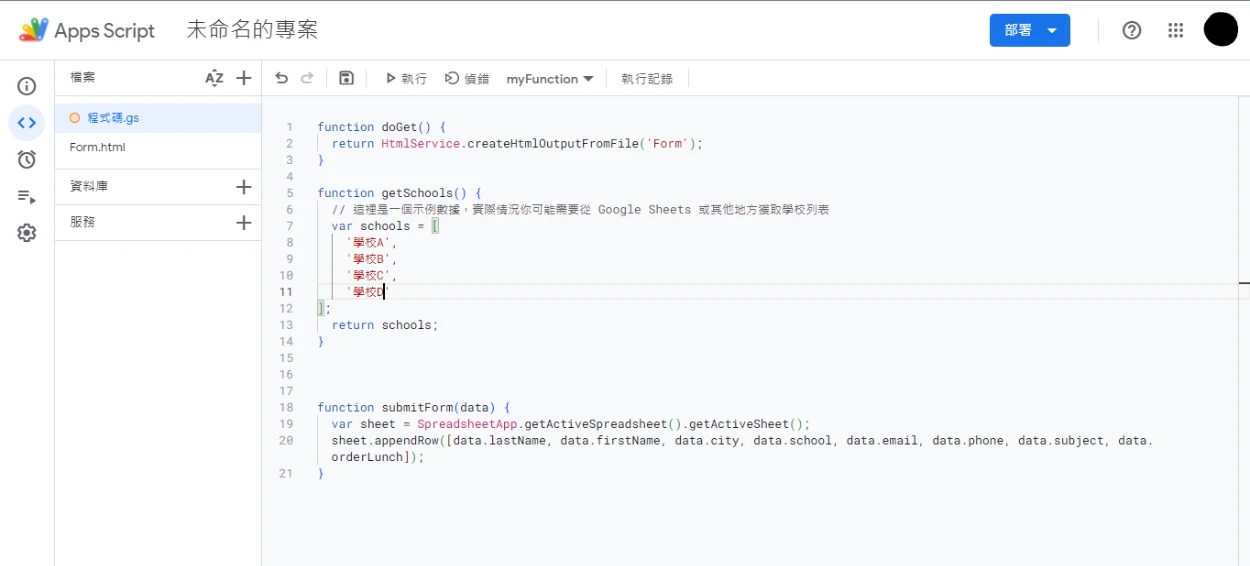 Apps Script 未命名的專案 部署
檔案 AZ 執行 偵錯 myFunction 執行記錄
程式碼.gs
Form.html
資料庫
服務
1 function doGet() {
2 return HtmlService.createHtmlOutputFromFile('Form');
3 }
4
5 function getSchools() {
6 // 這裡是一個示例數據，實際情況你可能需要從 Google Sheets 或其他地方獲取學校列表
7 var schools = [
8 '學校A',
9 '學校B',
10 '學校C',
11 '學校D'
12 ];
13 return schools;
14 }
15
16
17
18 function submitForm(data) {
19 var sheet = SpreadsheetApp.getActiveSpreadsheet().getActiveSheet();
20 sheet.appendRow([data.lastName, data.firstName, data.city, data.school, data.email, data.phone, data.subject, data.
orderLunch]);
21 }